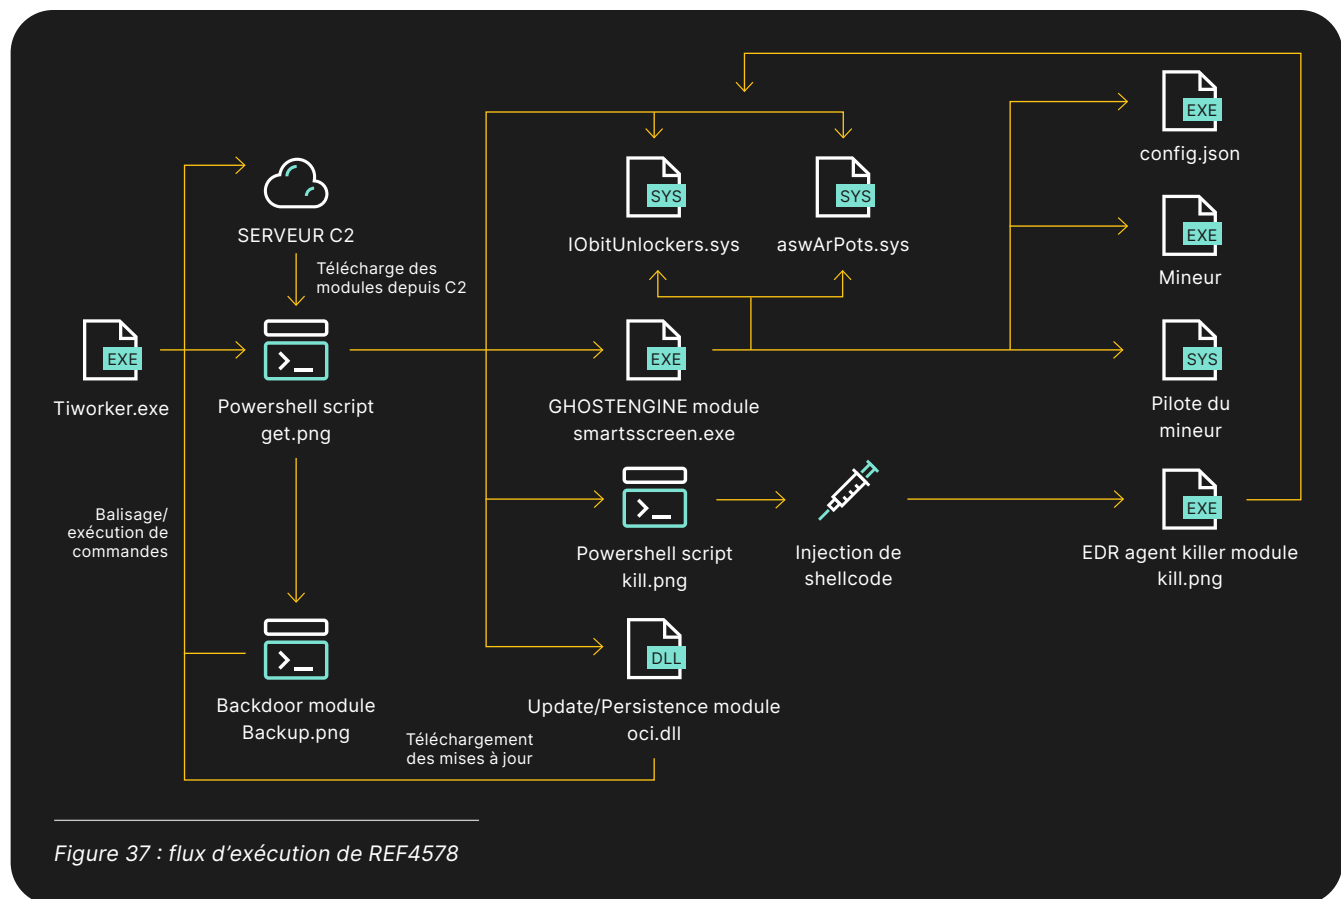 EXE
config.json
SYS
IObitUnlockers.sys
SYS
aswArPots.sys
SERVEUR C2
Télécharge des
modules depuis C2
EXE
Mineur
EXE
Tiworker.exe
Powershell script
get.png
EXE
GHOSTENGINE module
smartsscreen.exe
SYS
Pilote du
mineur
Balisage/
exécution de
commandes
Powershell script
kill.png
Injection de
shellcode
EXE
EDR agent killer module
kill.png
Backdoor module
Backup.png
DLL
Update/Persistence module
oci.dll
Téléchargement
des mises à jour
Figure 37 : flux d'exécution de REF4578